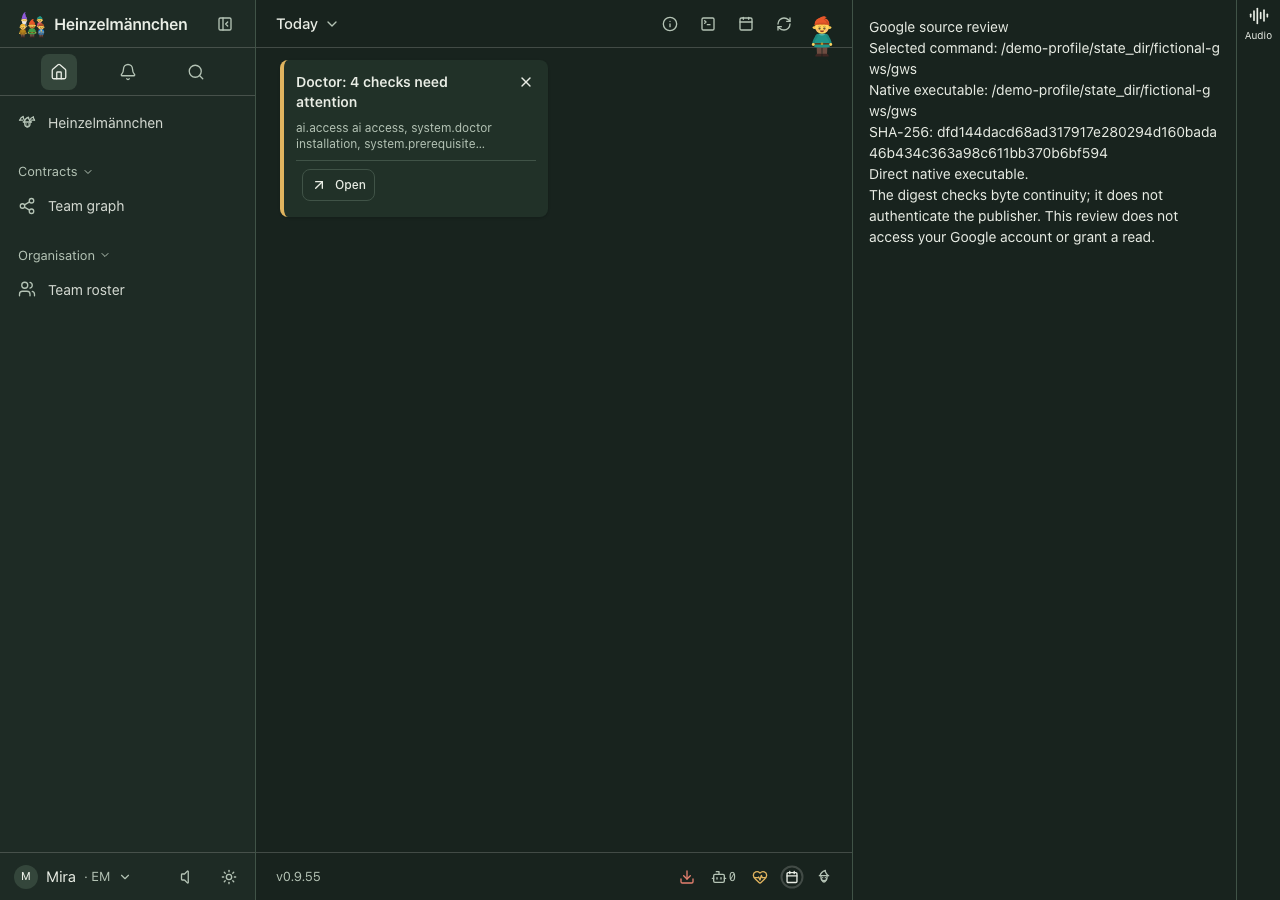 Heinzelmännchen
Heinzelmännchen
Contracts
Team graph
Organisation
Team roster
M Mira · EM
Today
Doctor: 4 checks need
attention
ai.access ai access, system.doctor
installation, system.prerequisite...
Open
v0.9.55
0
Google source review
Selected command: /demo-profile/state_dir/fictional-g
ws/gws
Native executable: /demo-profile/state_dir/fictional-g
ws/gws
SHA-256: dfd144dacd68ad317917e280294d160bada
46b434c363a98c611bb370b6bf594
Direct native executable.
The digest checks byte continuity; it does not
authenticate the publisher. This review does not
access your Google account or grant a read.
Audio